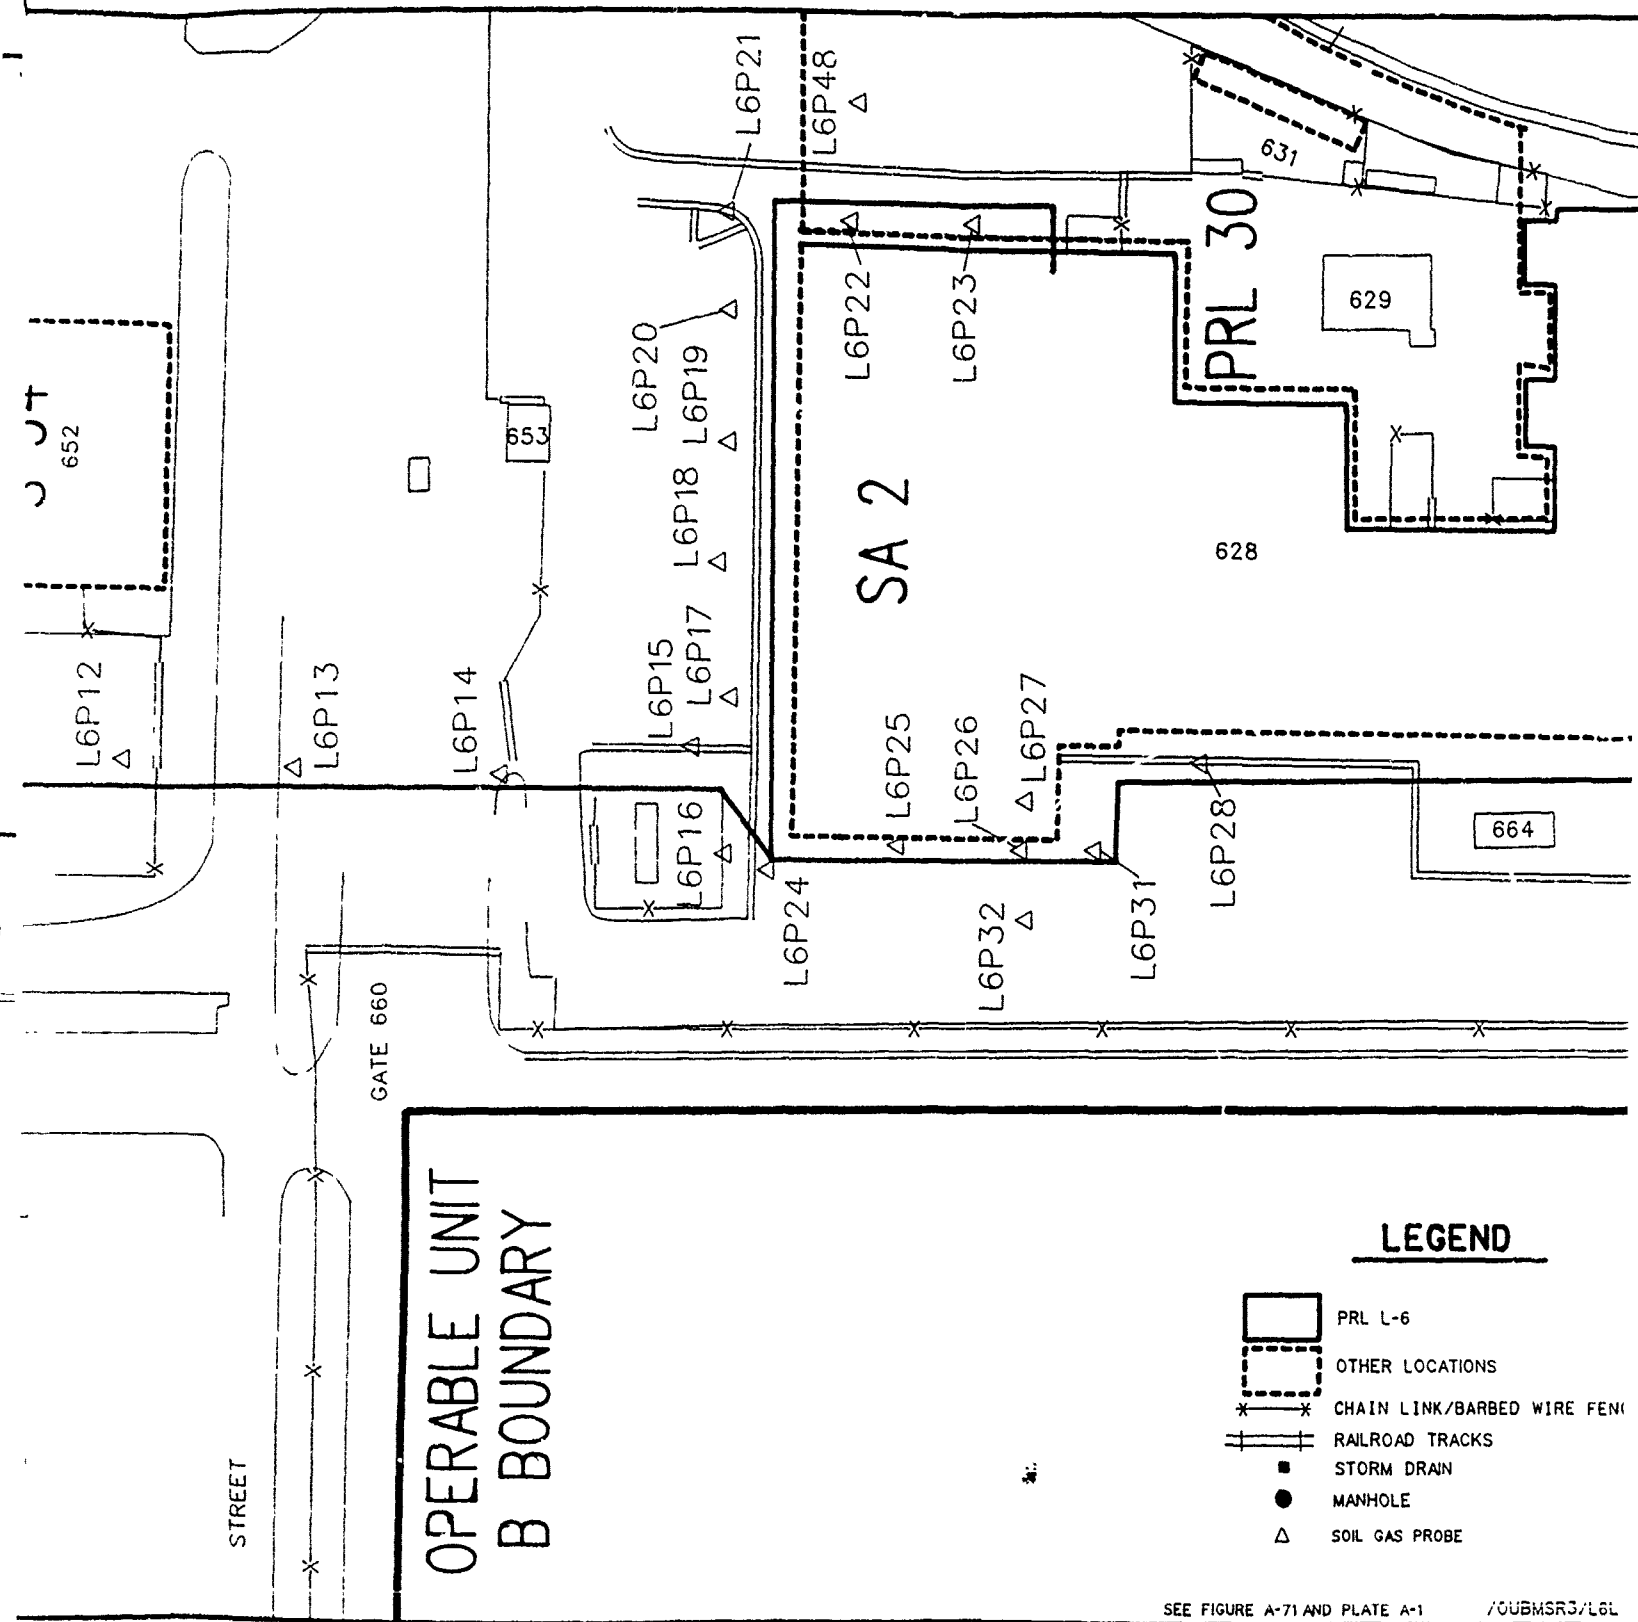 L6P21
L6P48
631
PRL 30
629
L6P22
L6P23
L6P20
L6P19
652
653
L6P18
SA 2
628
L6P17
L6P15
L6P12
L6P13
L6P14
L6P27
L6P25
L6P26
L6P16
L6P28
664
L6P24
L6P32
L6P31
GATE 660
OPERABLE UNIT
B BOUNDARY
STREET
LEGEND
PRL L-6
OTHER LOCATIONS
CHAIN LINK/BARBED WIRE FEN
RAILROAD TRACKS
STORM DRAIN
MANHOLE
SOIL GAS PROBE
SEE FIGURE A-71 AND PLATE A-1
/OUBMSR3/L6L